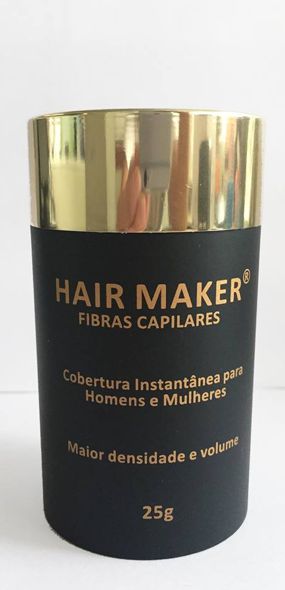 HAIR MAKER®
FIBRAS CAPILARES
Cobertura Instantânea para
Homens e Mulheres
Maior densidade e volume
25g